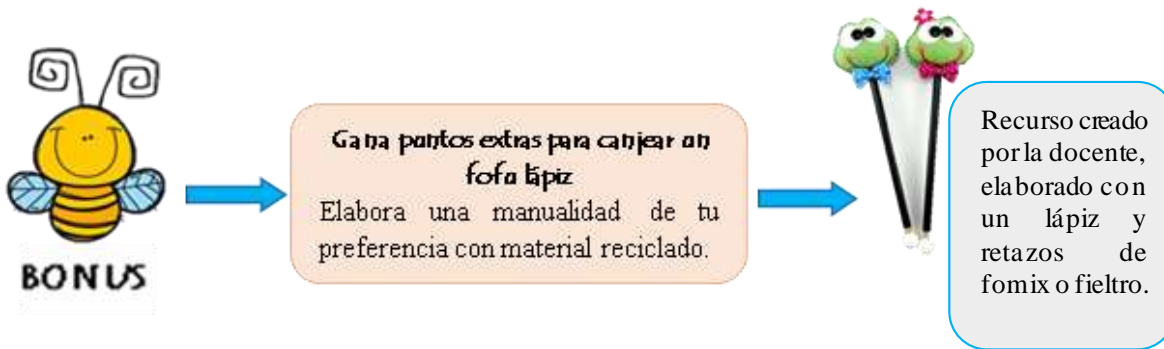 BONUS
Gana puntos extras para canjear un
fofu lápiz
Elabora una manualidad de tu
preferencia con material reciclado.
Recurso creado
por la docente,
elaborado con
un lápiz y
retazos de
fomix o fieltro.